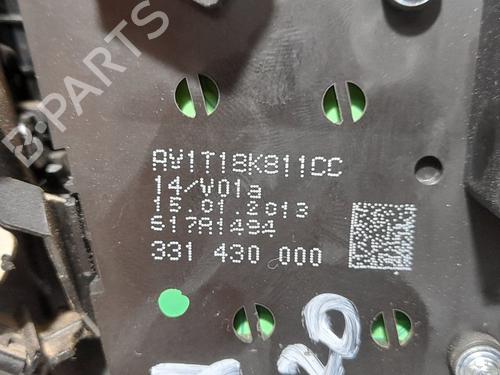 B-PARTS
AV1T18K811CC
14/V01a
15.01.2013
617A1494
331 430 000